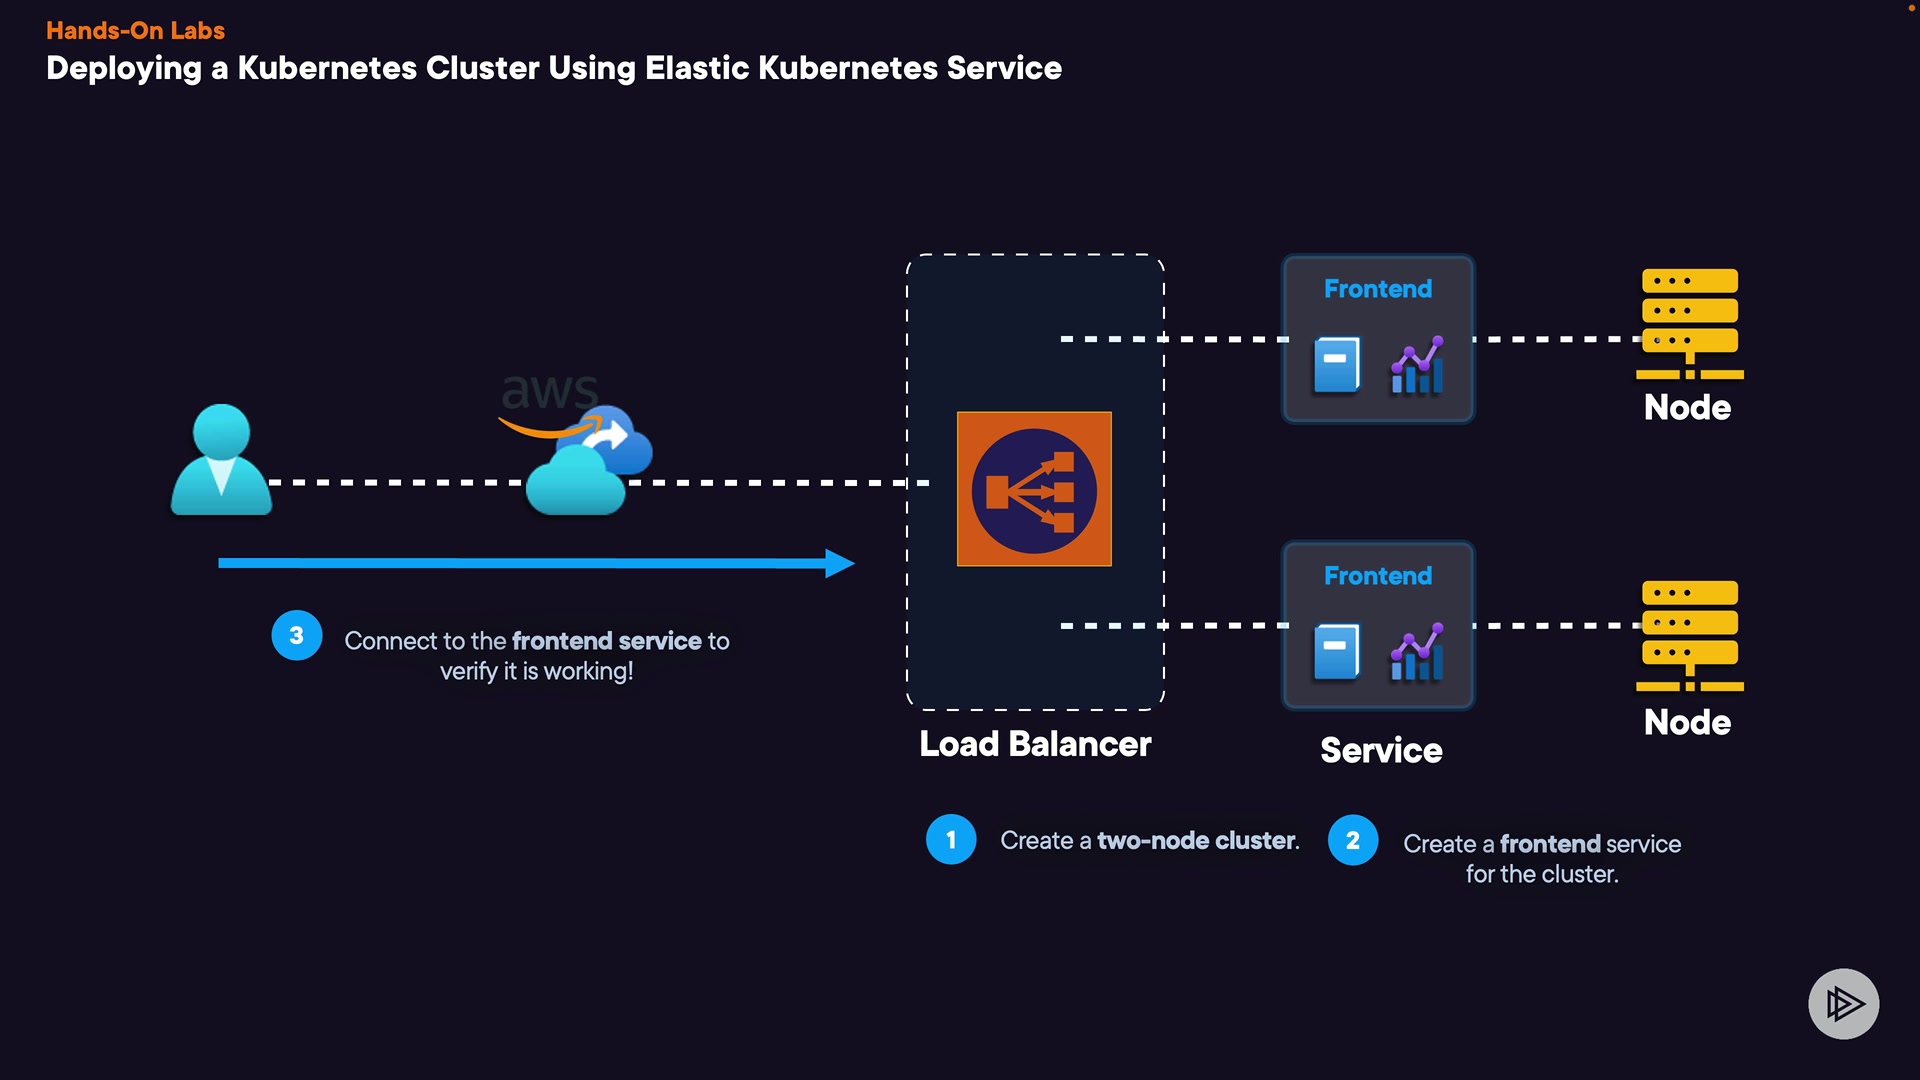 Hands-On Labs
Deploying a Kubernetes Cluster Using Elastic Kubernetes Service
aws
Frontend
Node
3
Connect to the frontend service to
verify it is working!
Frontend
Node
Load Balancer
Service
1
Create a two-node cluster.
2
Create a frontend service
for the cluster.